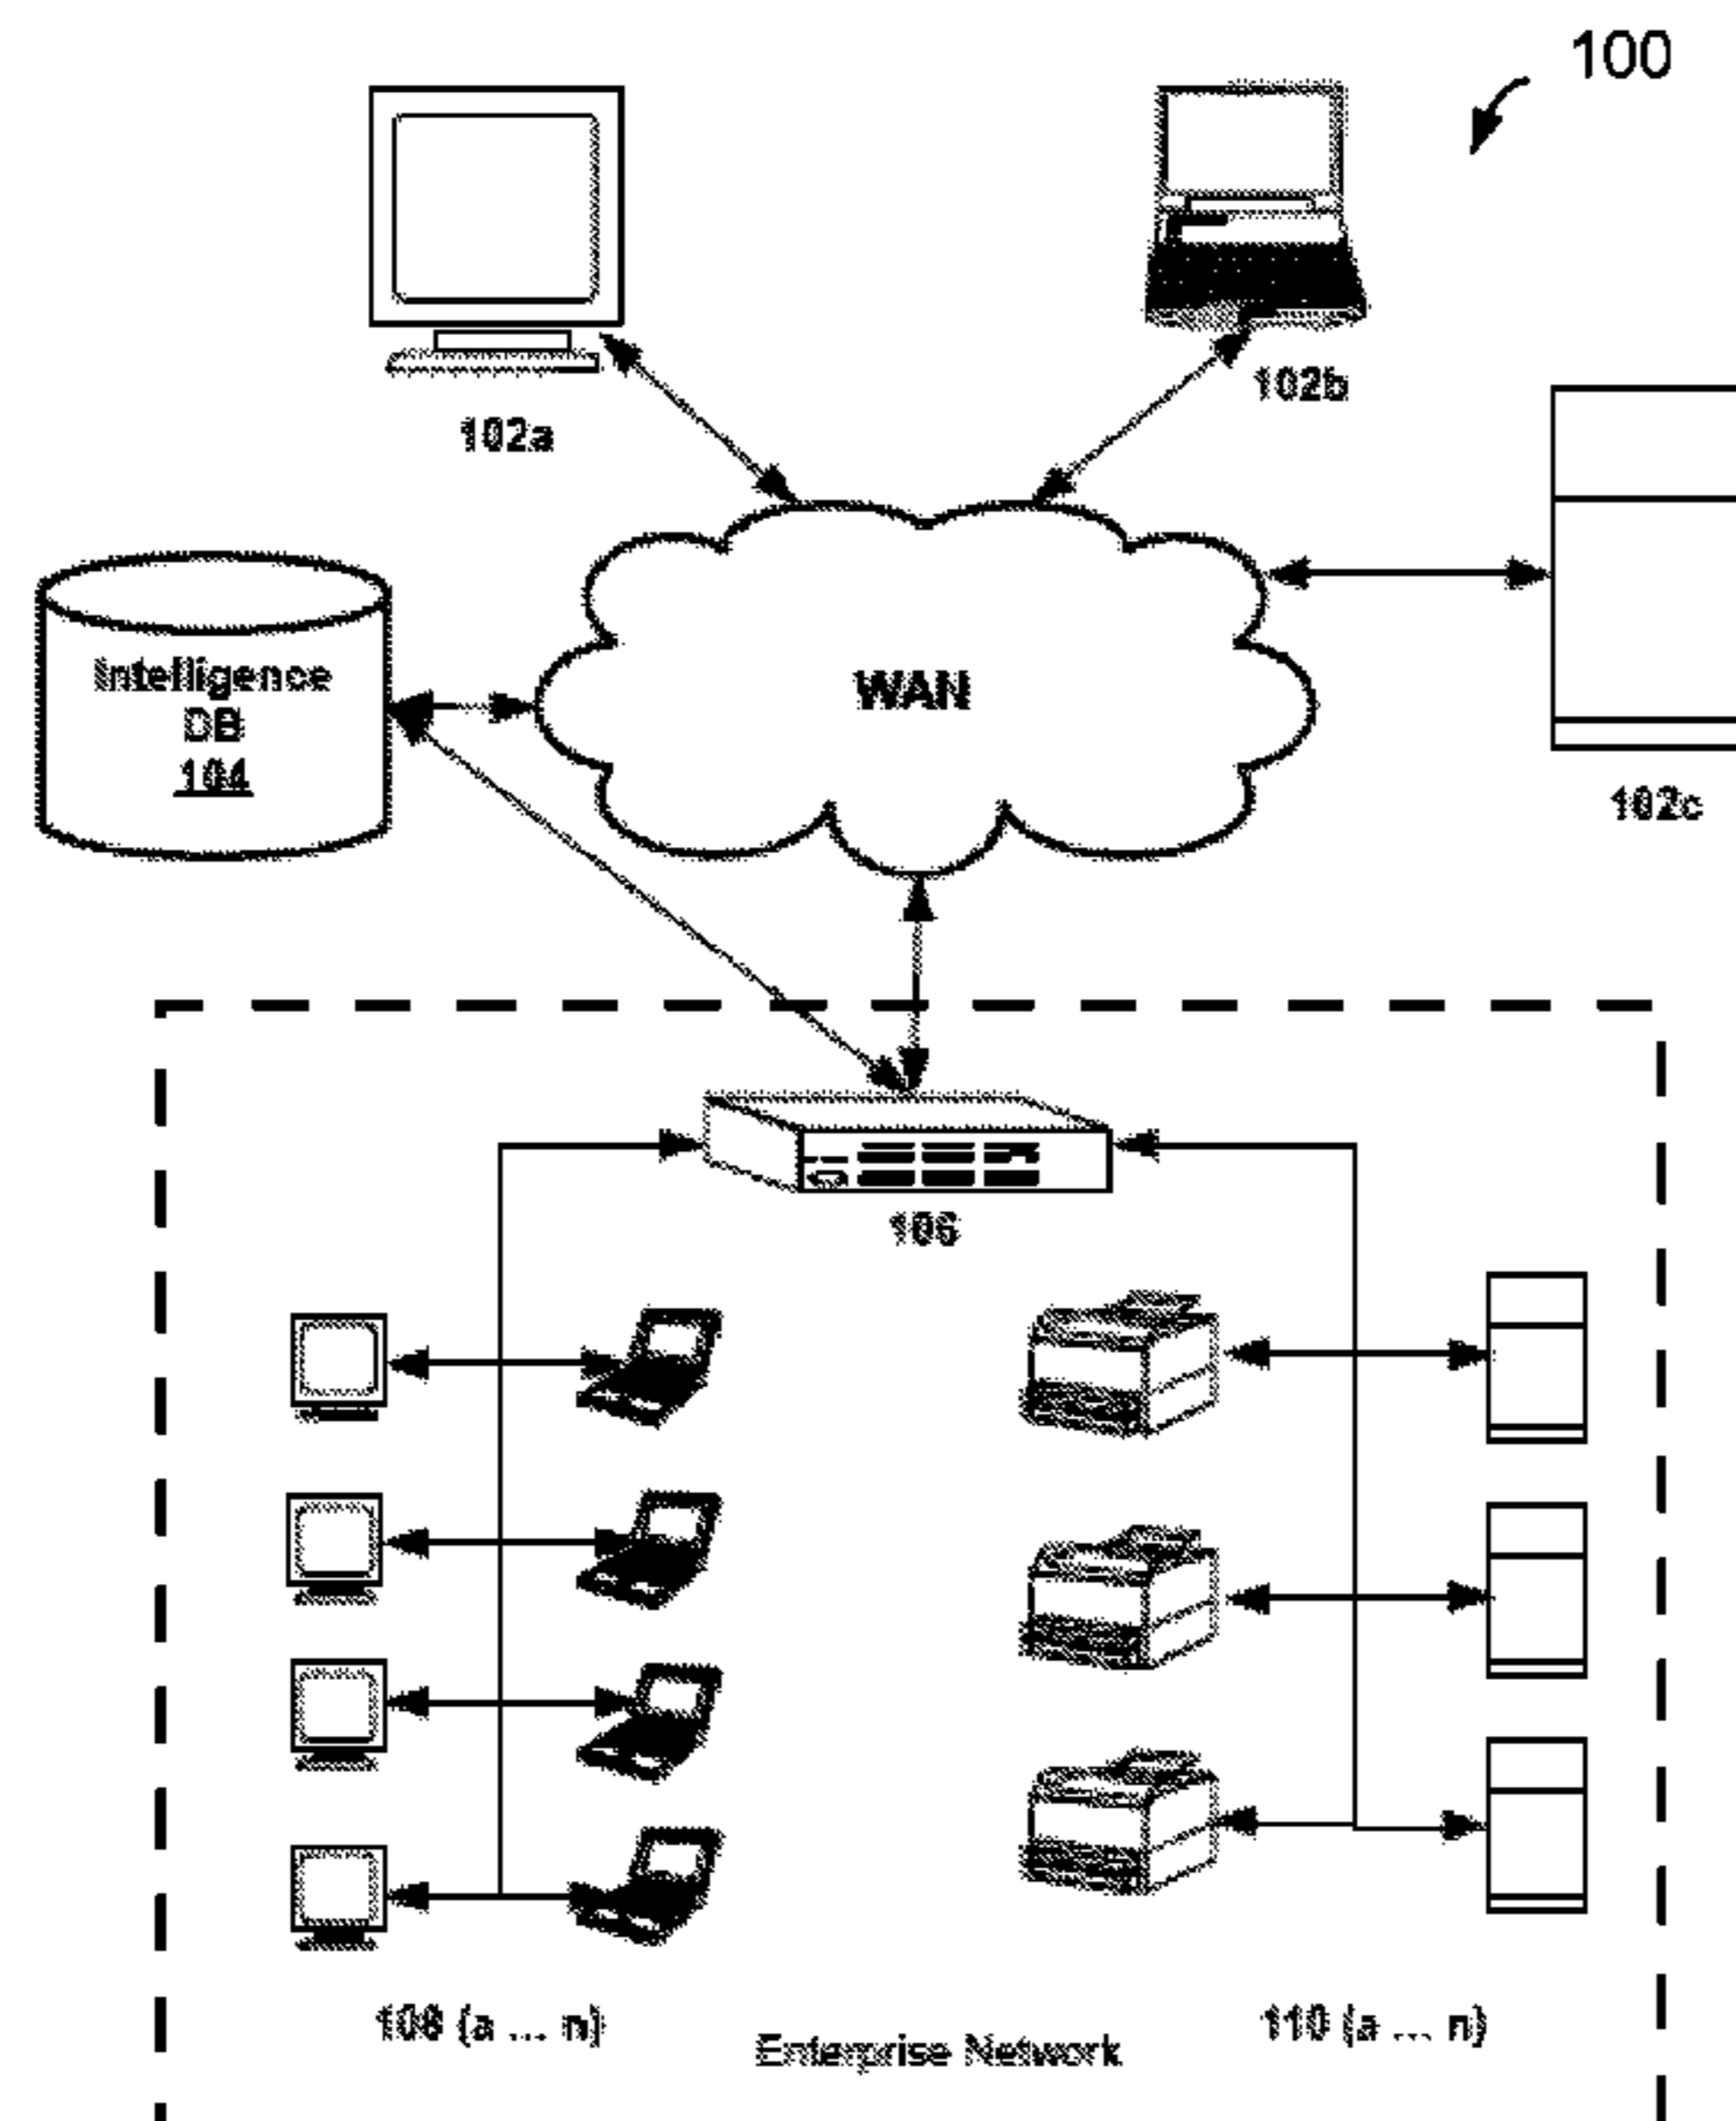 100
102a
102b
102c
Intelligence
DB
104
WAN
106
108 (a ... n)
110 (a ... n)
Enterprise Network